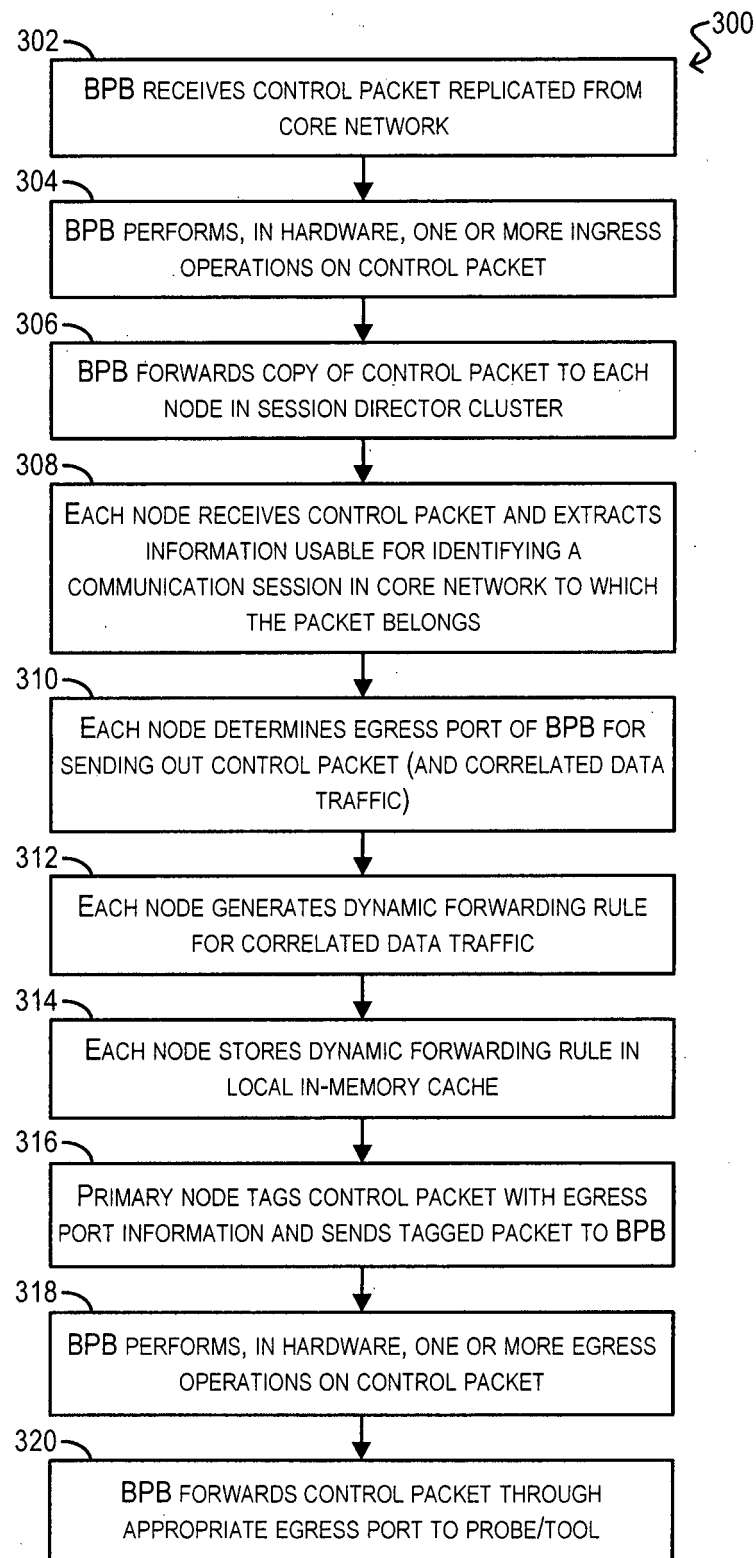 300
302
BPB RECEIVES CONTROL PACKET REPLICATED FROM
CORE NETWORK
304
BPB PERFORMS, IN HARDWARE, ONE OR MORE INGRESS
OPERATIONS ON CONTROL PACKET
306
BPB FORWARDS COPY OF CONTROL PACKET TO EACH
NODE IN SESSION DIRECTOR CLUSTER
308
EACH NODE RECEIVES CONTROL PACKET AND EXTRACTS
INFORMATION USABLE FOR IDENTIFYING A
COMMUNICATION SESSION IN CORE NETWORK TO WHICH
THE PACKET BELONGS
310
EACH NODE DETERMINES EGRESS PORT OF BPB FOR
SENDING OUT CONTROL PACKET (AND CORRELATED DATA
TRAFFIC)
312
EACH NODE GENERATES DYNAMIC FORWARDING RULE
FOR CORRELATED DATA TRAFFIC
314
EACH NODE STORES DYNAMIC FORWARDING RULE IN
LOCAL IN-MEMORY CACHE
316
PRIMARY NODE TAGS CONTROL PACKET WITH EGRESS
PORT INFORMATION AND SENDS TAGGED PACKET TO BPB
318
BPB PERFORMS, IN HARDWARE, ONE OR MORE EGRESS
OPERATIONS ON CONTROL PACKET
320
BPB FORWARDS CONTROL PACKET THROUGH
APPROPRIATE EGRESS PORT TO PROBE/TOOL